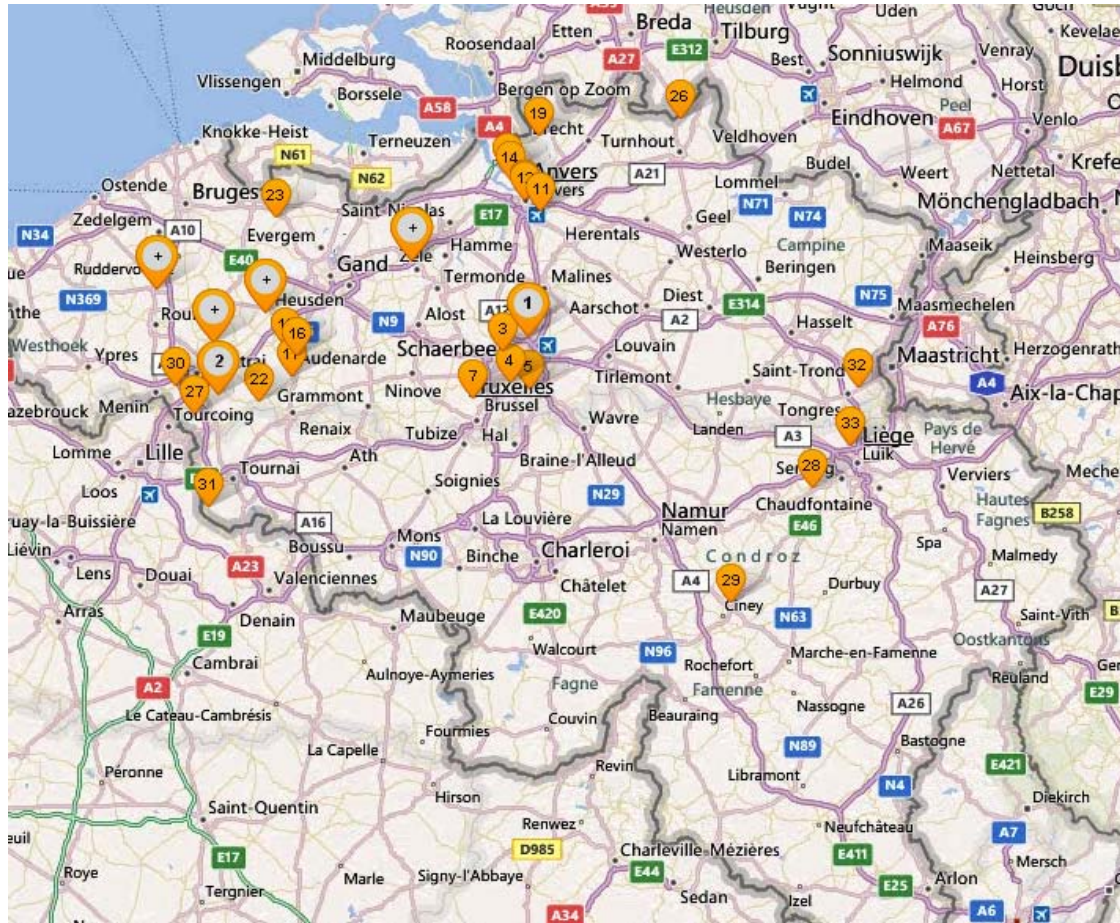 Breda
Heusden
Tilburg
Uden
Goch
Kevelaer
Etten
E312
Roosendaal
A27
Best
Sonniuswijk
Venray
Middelburg
Helmond
Horst
Vlissengen
Borssele
A58
Bergen op Zoom
26
Eindhoven
Peel
Venlo
A67
19
A4
Turnhout
Veldhoven
Knokke-Heist
Terneuzen
N61
14
Budel
Weert
Krefe
N62
Anvers
A21
Lommel
Ostende
Bruges
23
11
N71
Mönchengladbach
Zedelgem
Saint-Nicolas
E17
Geel
N74
N34
A10
Evergem
+
Hamme
Herentals
Campine
Maaseik
Heinsberg
+
Zele
Westerlo
Beringen
E40
Gand
Termonde
Malines
N369
+
Heusden
Diest
E314
N75
Maasmechelen
+
1
Aarschot
N9
Alost
3
A2
Hasselt
A76
Westhoek
16
Schaerbee
Louvain
Maastricht
Herzogenrath
Ypres
30
2
Audenarde
4
5
Saint-Trond
32
A4
22
7
Bruxelles
Tirlemont
Aix-la-Chap
27
Ninove
Brussel
Hesbaye
Tongres
Menin
Grammont
Tourcoing
Renaix
Tubize
Hal
Wavre
Landen
A3
33
Liège
Pays de
Hervé
Lille
Lomme
Ath
Braine-l'Alleud
28
Luik
Tournai
Verviers
Loos
31
Soignies
N29
Chaudfontaine
Hautes
Fagnes
Namur
Namen
E46
B258
A16
La Louvière
Mons
Spa
Liévin
Boussu
N90
Binche
Charleroi
Condroz
Malmedy
A23
Lens
Douai
Valenciennes
Châtelet
A4
29
Durbuy
A27
Ciney
Arras
Maubeuge
E420
N63
Saint-Vith
Denain
E19
Walcourt
N96
Oostkantons
Marche-en-Famenne
Cambrai
Aulnoye-Aymeries
Rochefort
Reuland
A2
Fagne
Famenne
E29
Nassogne
A26
Le Cateau-Cambrésis
Couvin
Beauraing
Fourmies
N89
Bastogne
La Capelle
E421
Péronne
Revin
Libramont
N4
Hirson
Diekirch
Saint-Quentin
Renwez
Neufchâteau
A7
D985
E17
Charleville-Mézières
E411
Mersch
Roye
Marle
Signy-l'Abbaye
E44
E25
Arlon
Tergnier
Sedan
Izel
A34
A6